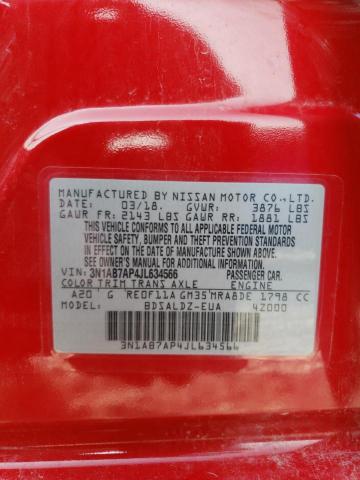 MANUFACTURED BY NISSAN MOTOR CO.,LTD.
DATE: 03/18. GVWR: 3876 LBS
GAWR FR: 2143 LBS GAWR RR: 1881 LBS
THIS VEHICLE CONFORMS TO ALL APPLICABLE FEDERAL MOTOR
VEHICLE SAFETY, BUMPER AND THEFT PREVENTION STANDARDS
IN EFFECT ON THE DATE OF MANUFACTURE SHOWN ABOVE.
SEE OWNER'S MANUAL FOR ADDITIONAL INFORMATION.
VIN: 3N1AB7AP4JL634566 PASSENGER CAR.
COLOR TRIM TRANS AXLE ENGINE
A20 G RE0F11A GM35 MRA8DE 1798 CC
MODEL: BDSALDZ-EUA 4Z000
3N1AB7AP4JL634566